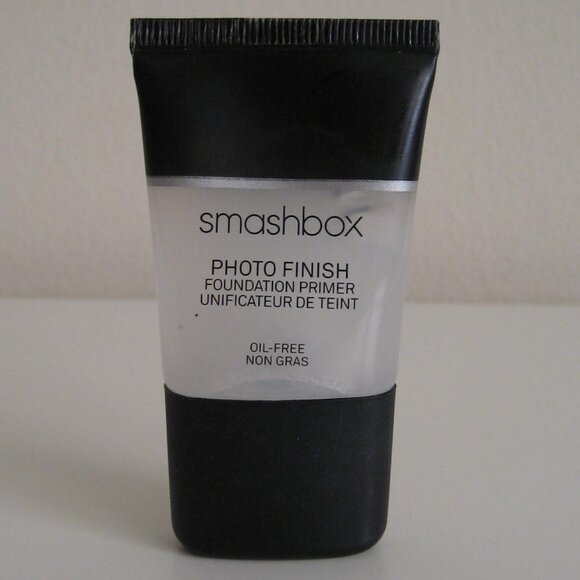 smashbox
PHOTO FINISH
FOUNDATION PRIMER
UNIFICATEUR DE TEINT
OIL-FREE
NON GRAS